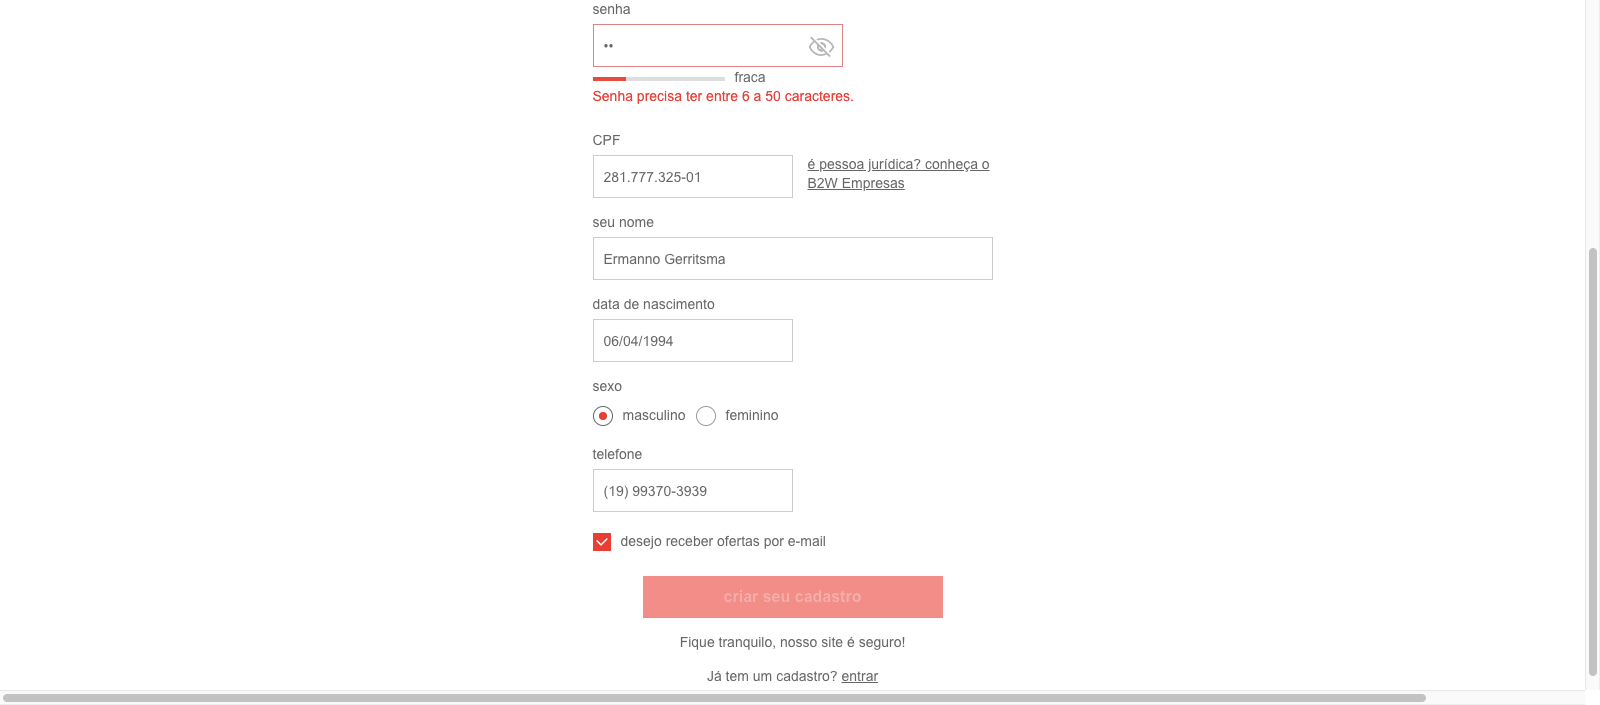 senha
••
fraca
Senha precisa ter entre 6 a 50 caracteres.
CPF
281.777.325-01
é pessoa jurídica? conheça o
B2W Empresas
seu nome
Ermanno Gerritsma
data de nascimento
06/04/1994
sexo
masculino feminino
telefone
(19) 99370-3939
desejo receber ofertas por e-mail
criar seu cadastro
Fique tranquilo, nosso site é seguro!
Já tem um cadastro? entrar